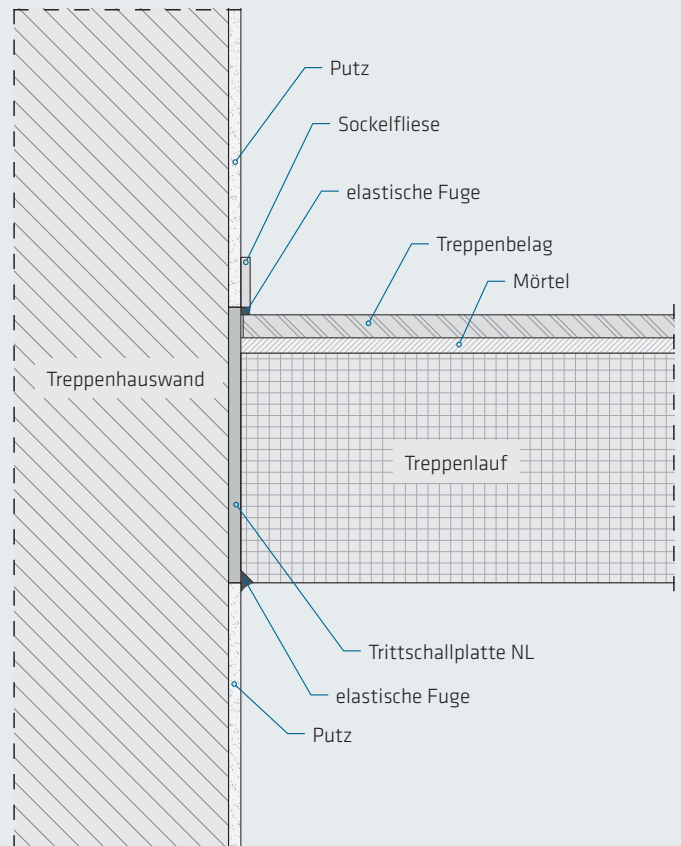 Putz
Sockelfliese
elastische Fuge
Treppenbelag
Mörtel
Treppenhauswand
Treppenlauf
Trittschallplatte NL
elastische Fuge
Putz